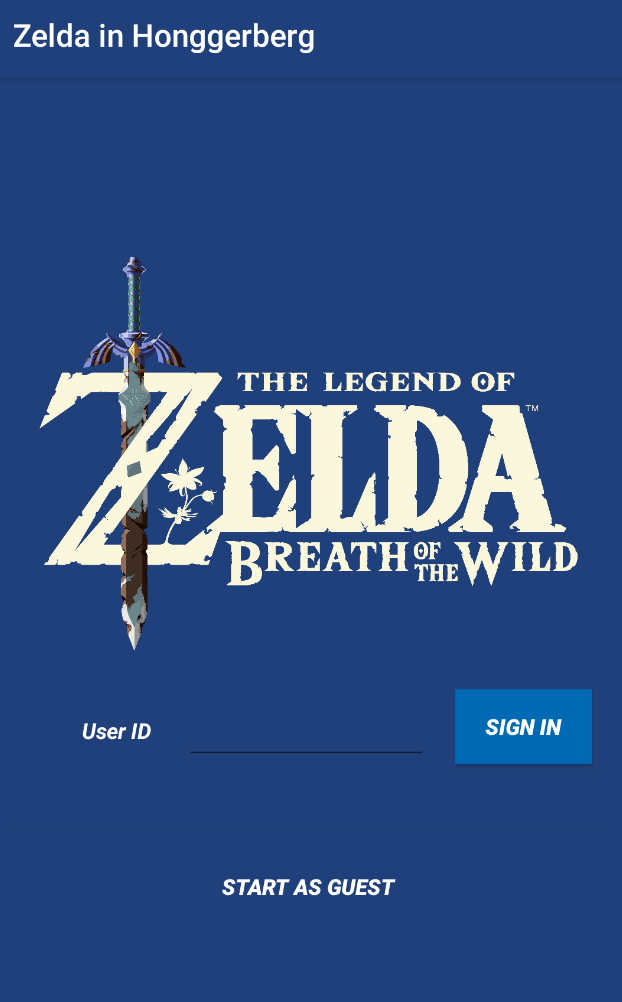 Zelda in Honggerberg
THE LEGEND OF
ZELDA™
BREATH OF THE WILD
User ID
SIGN IN
START AS GUEST